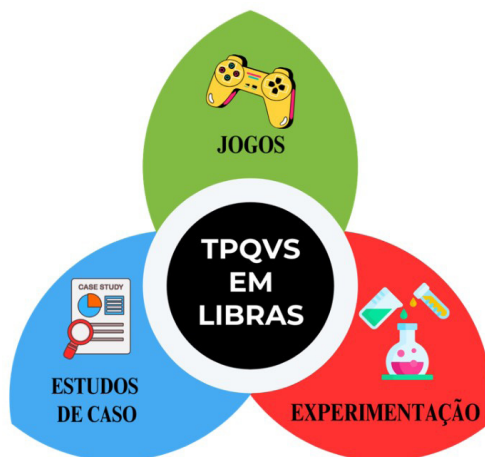 JOGOS
TPQVS
EM
LIBRAS
CASE STUDY
ESTUDOS
DE CASO
EXPERIMENTAÇÃO